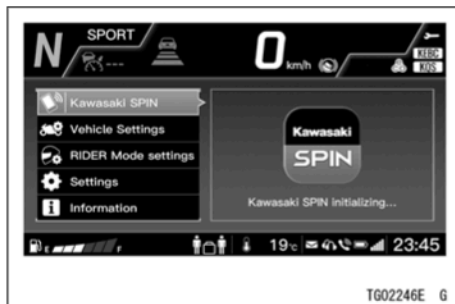 SPORT
N
---
0 km/h
KEBC
KQS
Kawasaki SPIN
Vehicle Settings
RIDER Mode settings
Settings
Information
Kawasaki
SPIN
Kawasaki SPIN initializing...
E F
19°c
23:45
TG02246E G